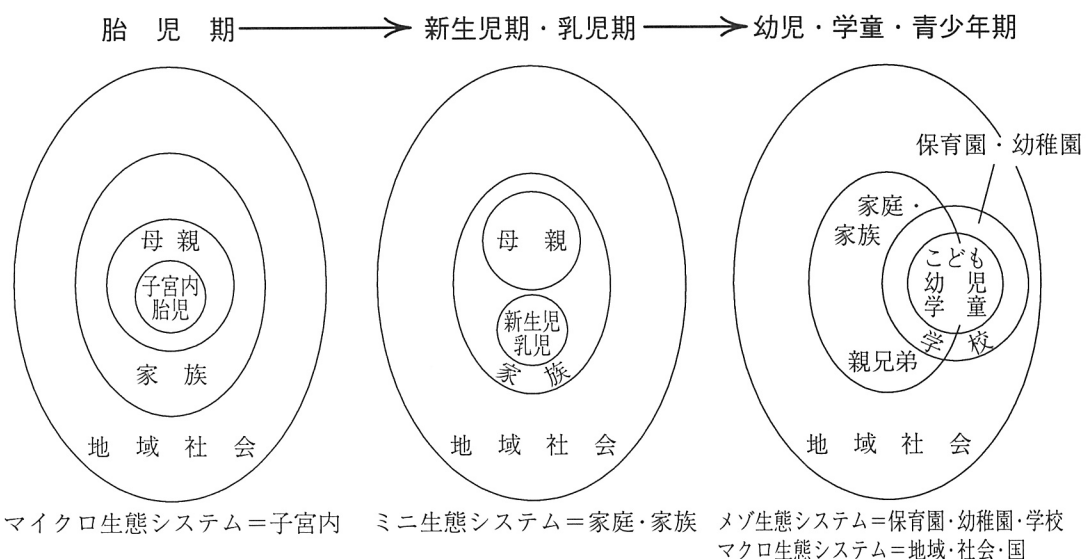 胎児期
新生児期・乳児期
幼児・学童・青少年期
母親
子宮内
胎児
家族
地域社会
マイクロ生態システム＝子宮内
母親
新生児
乳児
家族
地域社会
ミニ生態システム＝家庭・家族
保育園・幼稚園
家庭・
家族
こども
幼児
学童
学校
親兄弟
地域社会
メゾ生態システム＝保育園・幼稚園・学校
マクロ生態システム＝地域・社会・国